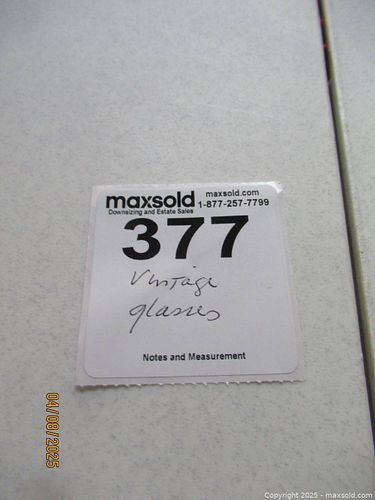 maxsold
Downsizing and Estate Sales
maxsold.com
1-877-257-7799
377
Vintage
glasses
Notes and Measurement
04/08/2025
Copyright 2025 - maxsold.com